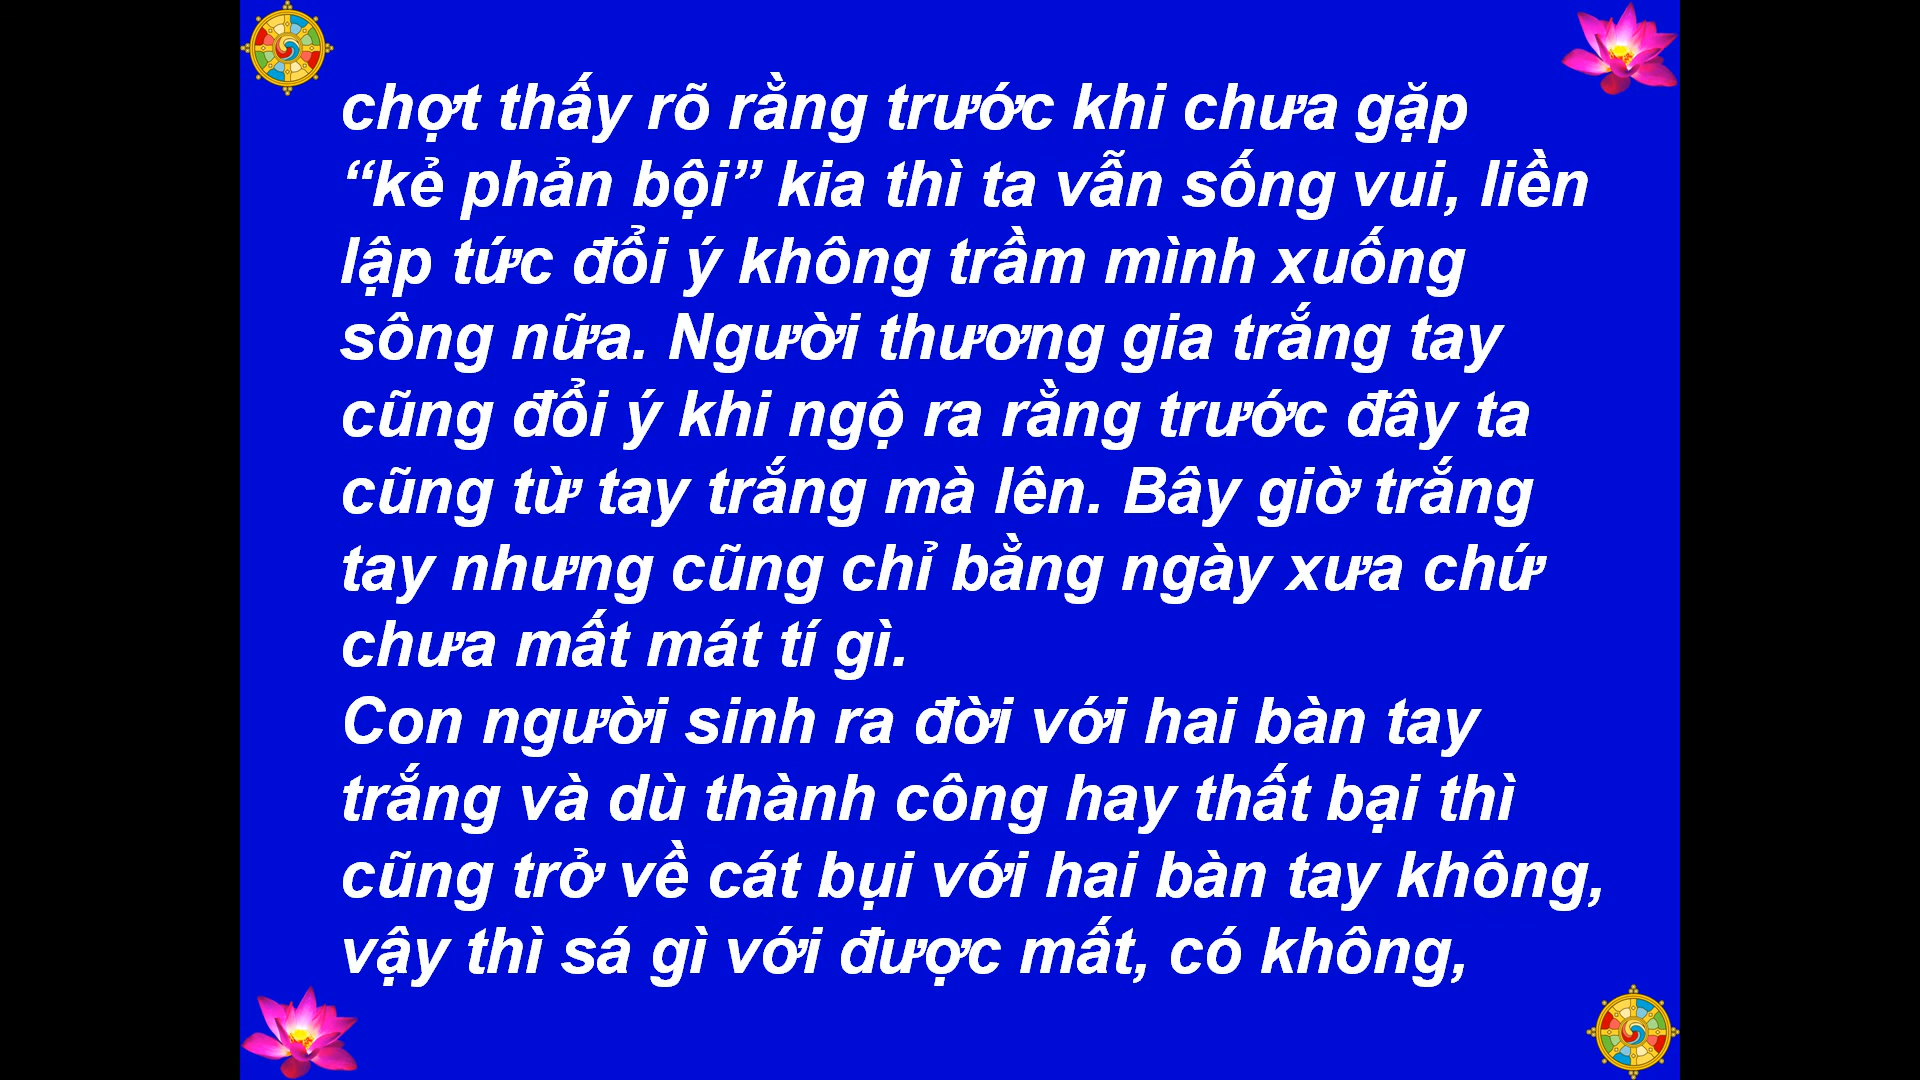 chợt thấy rõ rằng trước khi chưa gặp
“kẻ phản bội” kia thì ta vẫn sống vui, liền
lập tức đổi ý không trầm mình xuống
sông nữa. Người thương gia trắng tay
cũng đổi ý khi ngộ ra rằng trước đây ta
cũng từ tay trắng mà lên. Bây giờ trắng
tay nhưng cũng chỉ bằng ngày xưa chứ
chưa mất mát tí gì.
Con người sinh ra đời với hai bàn tay
trắng và dù thành công hay thất bại thì
cũng trở về cát bụi với hai bàn tay không,
vậy thì sá gì với được mất, có không,